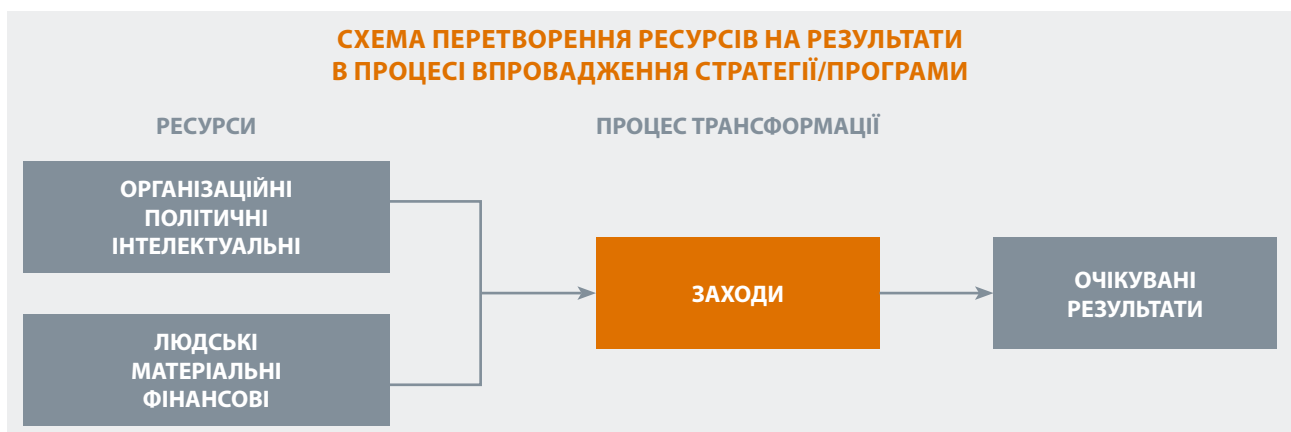 СХЕМА ПЕРЕТВОРЕННЯ РЕСУРСІВ НА РЕЗУЛЬТАТИ
В ПРОЦЕСІ ВПРОВАДЖЕННЯ СТРАТЕГІЇ/ПРОГРАМИ
РЕСУРСИ
ПРОЦЕС ТРАНСФОРМАЦІЇ
ОРГАНІЗАЦІЙНІ
ПОЛІТИЧНІ
ІНТЕЛЕКТУАЛЬНІ
ЛЮДСЬКІ
МАТЕРІАЛЬНІ
ФІНАНСОВІ
ЗАХОДИ
ОЧІКУВАНІ
РЕЗУЛЬТАТИ